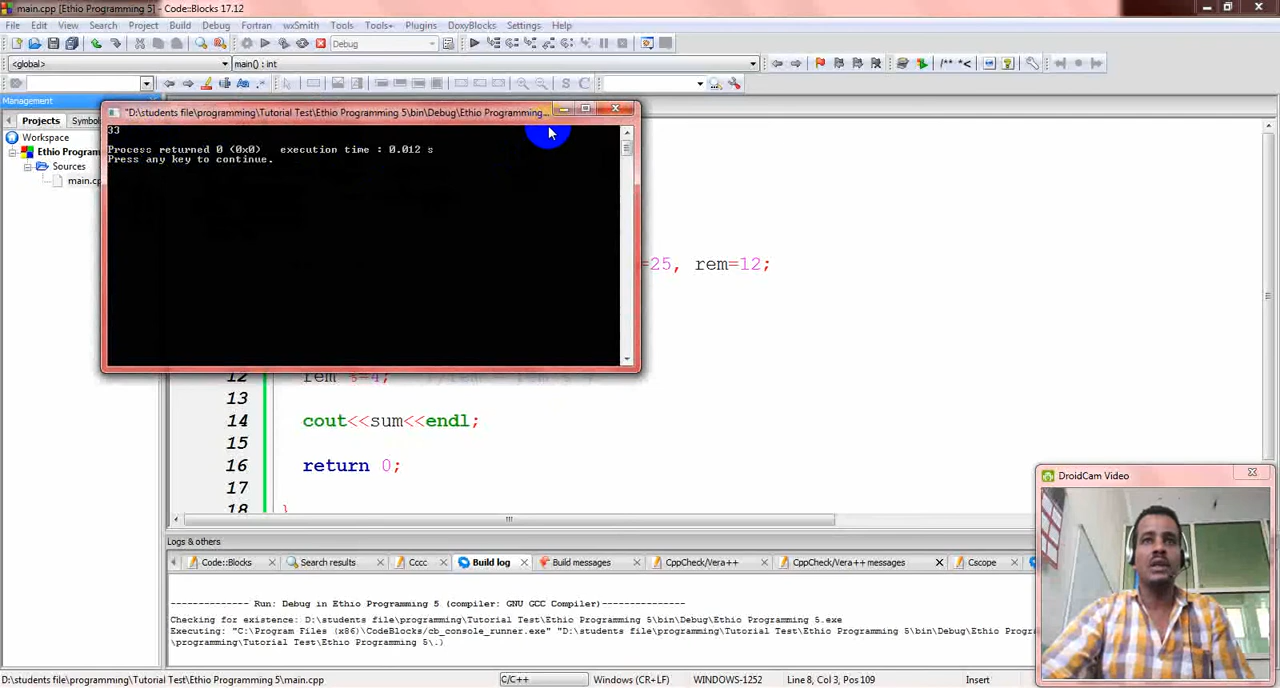 main.cpp [Ethio Programming 5] - Code::Blocks 17.12
File Edit View Search Project Build Debug Fortran wxSmith Tools Tools+ Plugins DoxyBlocks Settings Help
Debug
<global> main() : int
/** *<
S C
Management
Projects Symbo
Workspace
Ethio Program
Sources
main.cp
"D:\students file\programming\Tutorial Test\Ethio Programming 5\bin\Debug\Ethio Programming...
33
Process returned 0 (0x0) execution time : 0.012 s
Press any key to continue.
=25, rem=12;
12 rem %=4;
13
14 cout<<sum<<endl;
15
16 return 0;
17
18 }
DroidCam Video
Logs & others
Code::Blocks Search results Cccc Build log Build messages CppCheck/Vera++ CppCheck/Vera++ messages Cscope
-------------- Run: Debug in Ethio Programming 5 (compiler: GNU GCC Compiler)---------------
Checking for existence: D:\students file\programming\Tutorial Test\Ethio Programming 5\bin\Debug\Ethio Programming 5.exe
Executing: "C:\Program Files (x86)\CodeBlocks/cb_console_runner.exe" "D:\students file\programming\Tutorial Test\Ethio Programming 5\bin\Debug\Ethio Progra
\programming\Tutorial Test\Ethio Programming 5\.)
D:\students file\programming\Tutorial Test\Ethio Programming 5\main.cpp C/C++ Windows (CR+LF) WINDOWS-1252 Line 8, Col 3, Pos 109 Insert